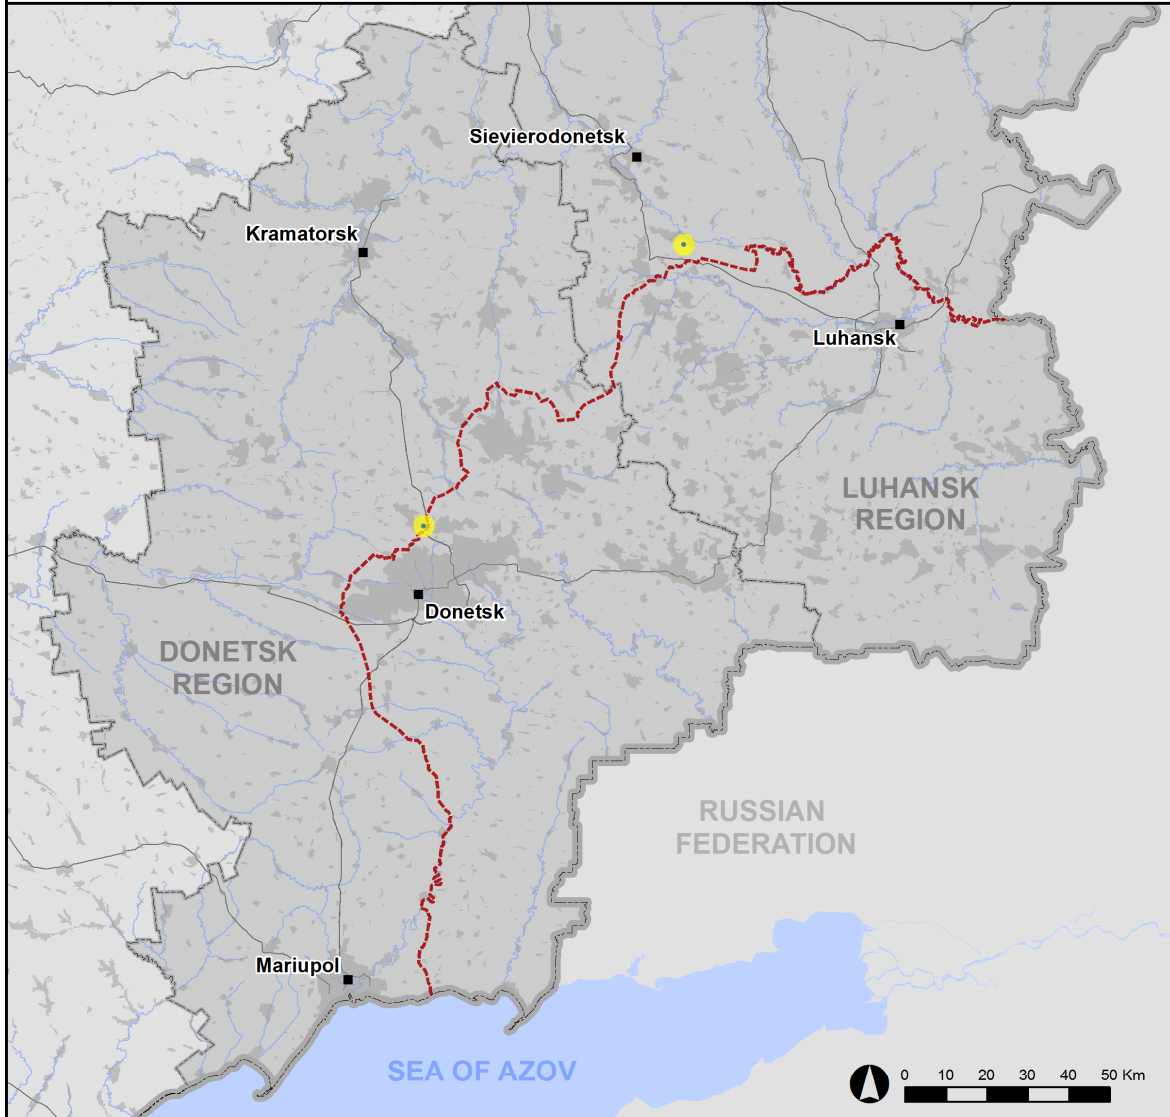 Sievierodonetsk
Kramatorsk
Luhansk
LUHANSK
REGION
Donetsk
DONETSK
REGION
RUSSIAN
FEDERATION
Mariupol
SEA OF AZOV
0 10 20 30 40 50 Km